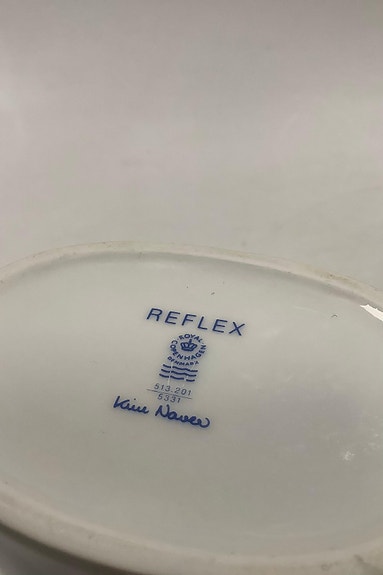 REFLEX
ROYAL
COPENHAGEN
DENMARK
513.201
5331
Kim Naver